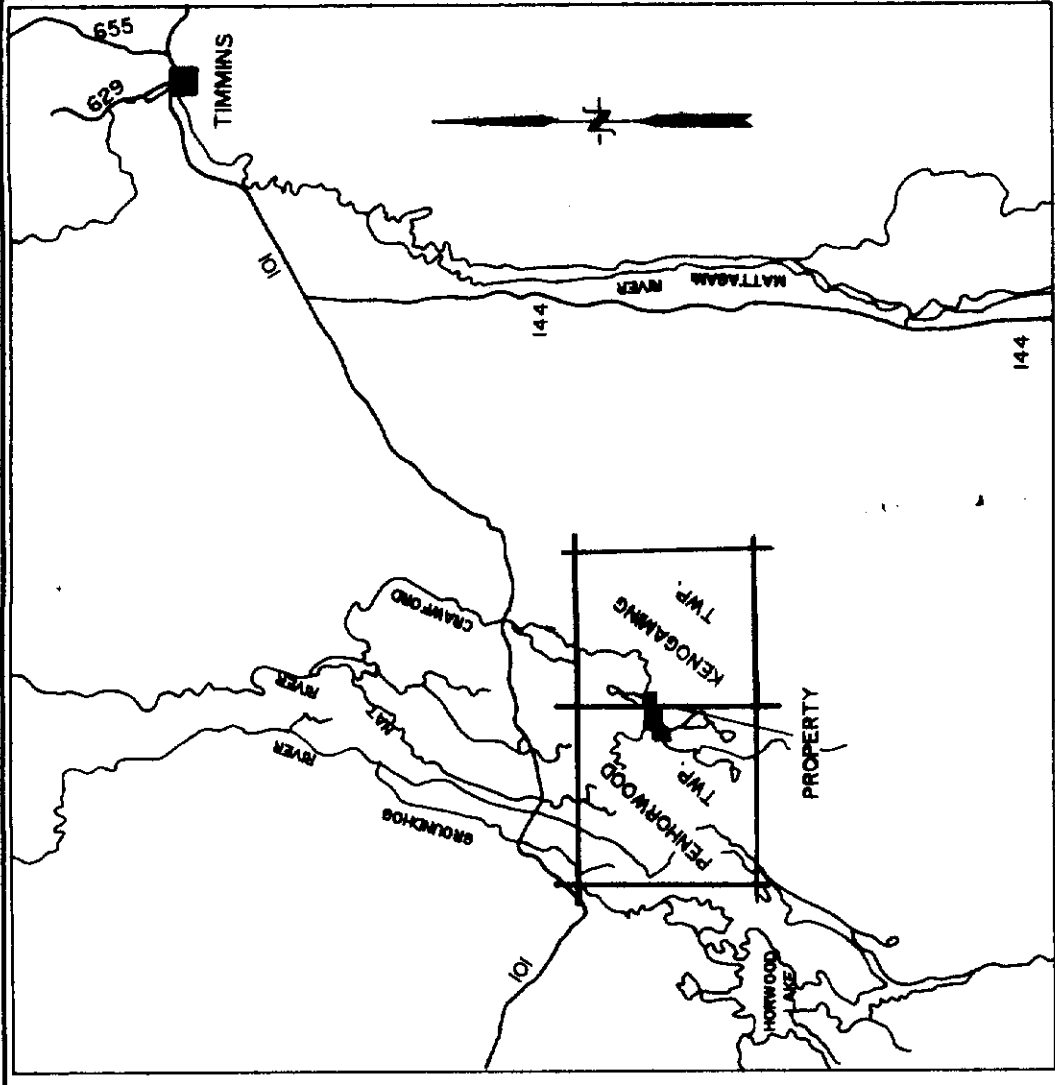 655
629
TIMMINS
N
101
MATTAGAMI
RIVER
144
144
CRAWFORD
RIVER
NAT
RIVER
GROUNDHOG
KENOGAMING
TWP.
PENHORWOOD
TWP.
PROPERTY
101
HORWOOD
LAKE